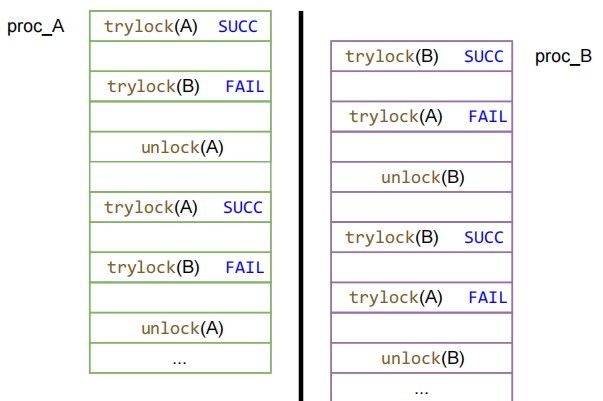 proc_A
trylock(A) SUCC
trylock(B) FAIL
unlock(A)
trylock(A) SUCC
trylock(B) FAIL
unlock(A)
...
proc_B
trylock(B) SUCC
trylock(A) FAIL
unlock(B)
trylock(B) SUCC
trylock(A) FAIL
unlock(B)
...